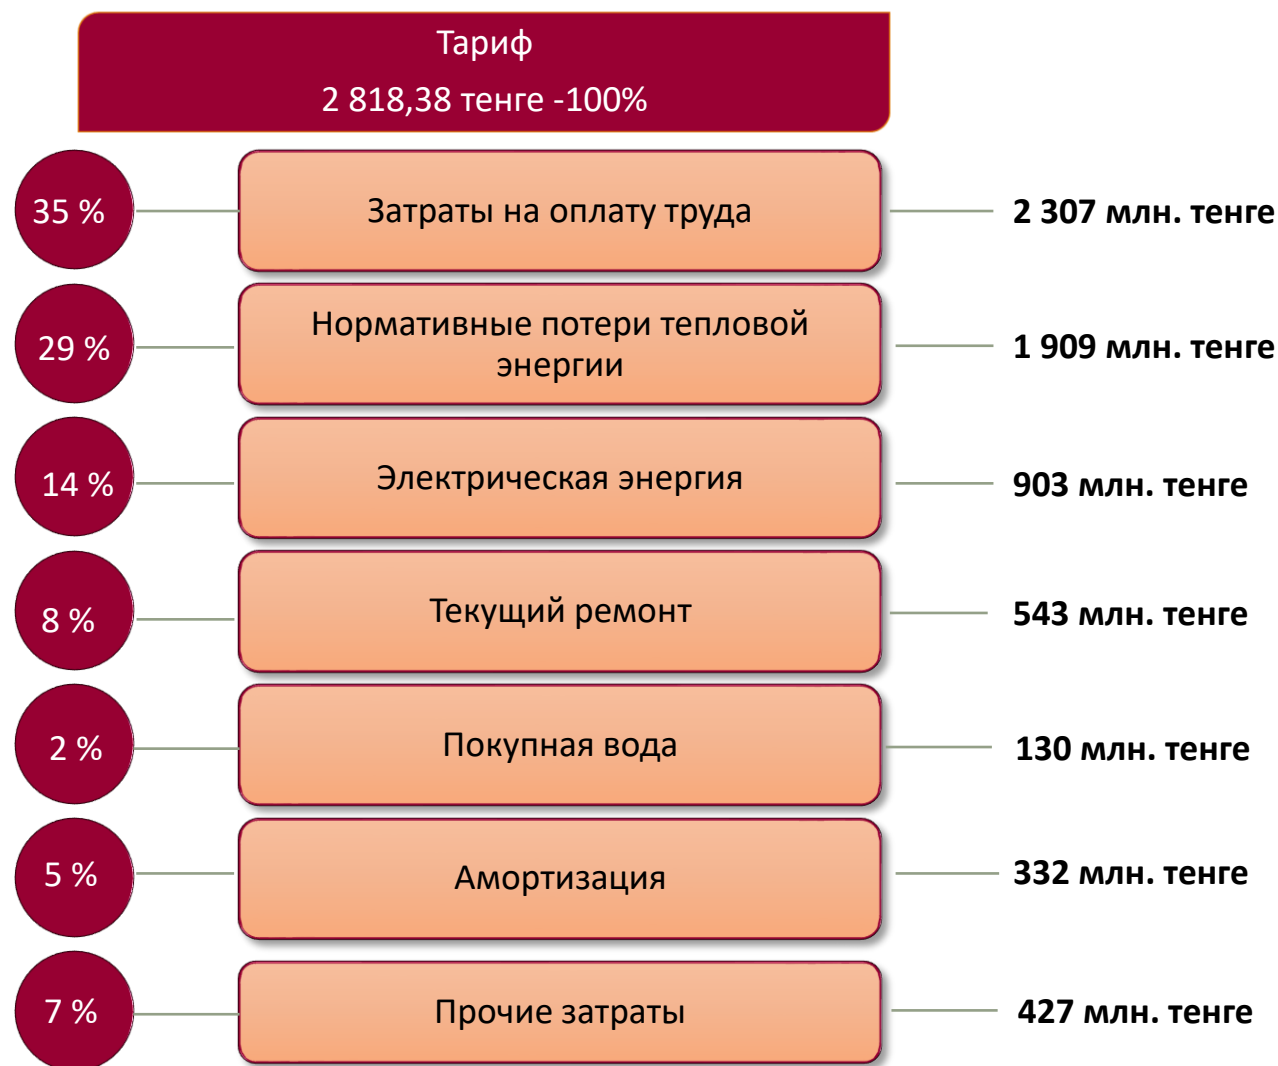 Тариф
2 818,38 тенге -100%
35 %
Затраты на оплату труда
2 307 млн. тенге
29 %
Нормативные потери тепловой
энергии
1 909 млн. тенге
14 %
Электрическая энергия
903 млн. тенге
8 %
Текущий ремонт
543 млн. тенге
2 %
Покупная вода
130 млн. тенге
5 %
Амортизация
332 млн. тенге
7 %
Прочие затраты
427 млн. тенге